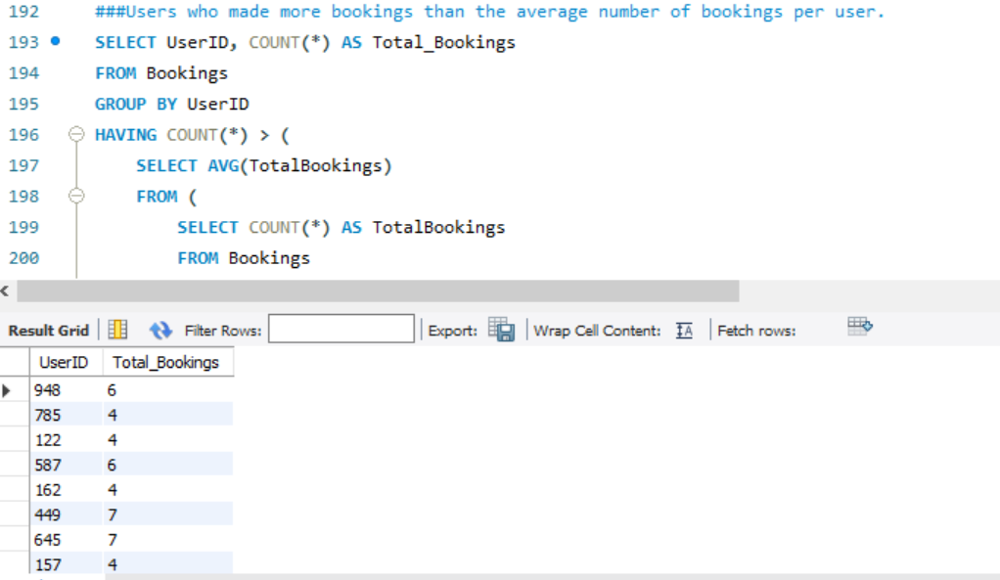 192 ###Users who made more bookings than the average number of bookings per user.
193 SELECT UserID, COUNT(*) AS Total_Bookings
194 FROM Bookings
195 GROUP BY UserID
196 HAVING COUNT(*) > (
197 SELECT AVG(TotalBookings)
198 FROM (
199 SELECT COUNT(*) AS TotalBookings
200 FROM Bookings
Result Grid Filter Rows: Export: Wrap Cell Content: Fetch rows:
UserID Total_Bookings
948 6
785 4
122 4
587 6
162 4
449 7
645 7
157 4